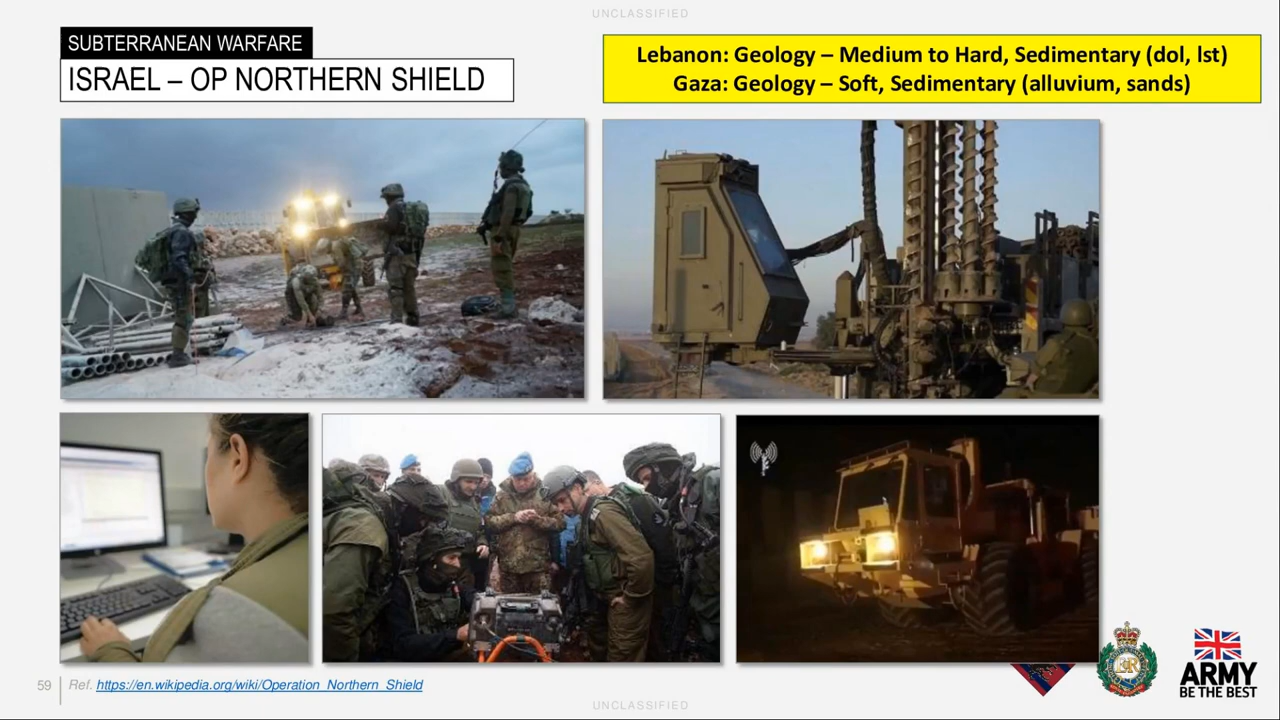 UNCLASSIFIED
SUBTERRANEAN WARFARE
ISRAEL – OP NORTHERN SHIELD
Lebanon: Geology – Medium to Hard, Sedimentary (dol, lst)
Gaza: Geology – Soft, Sedimentary (alluvium, sands)
59
Ref. https://en.wikipedia.org/wiki/Operation_Northern_Shield
UNCLASSIFIED
ARMY
BE THE BEST